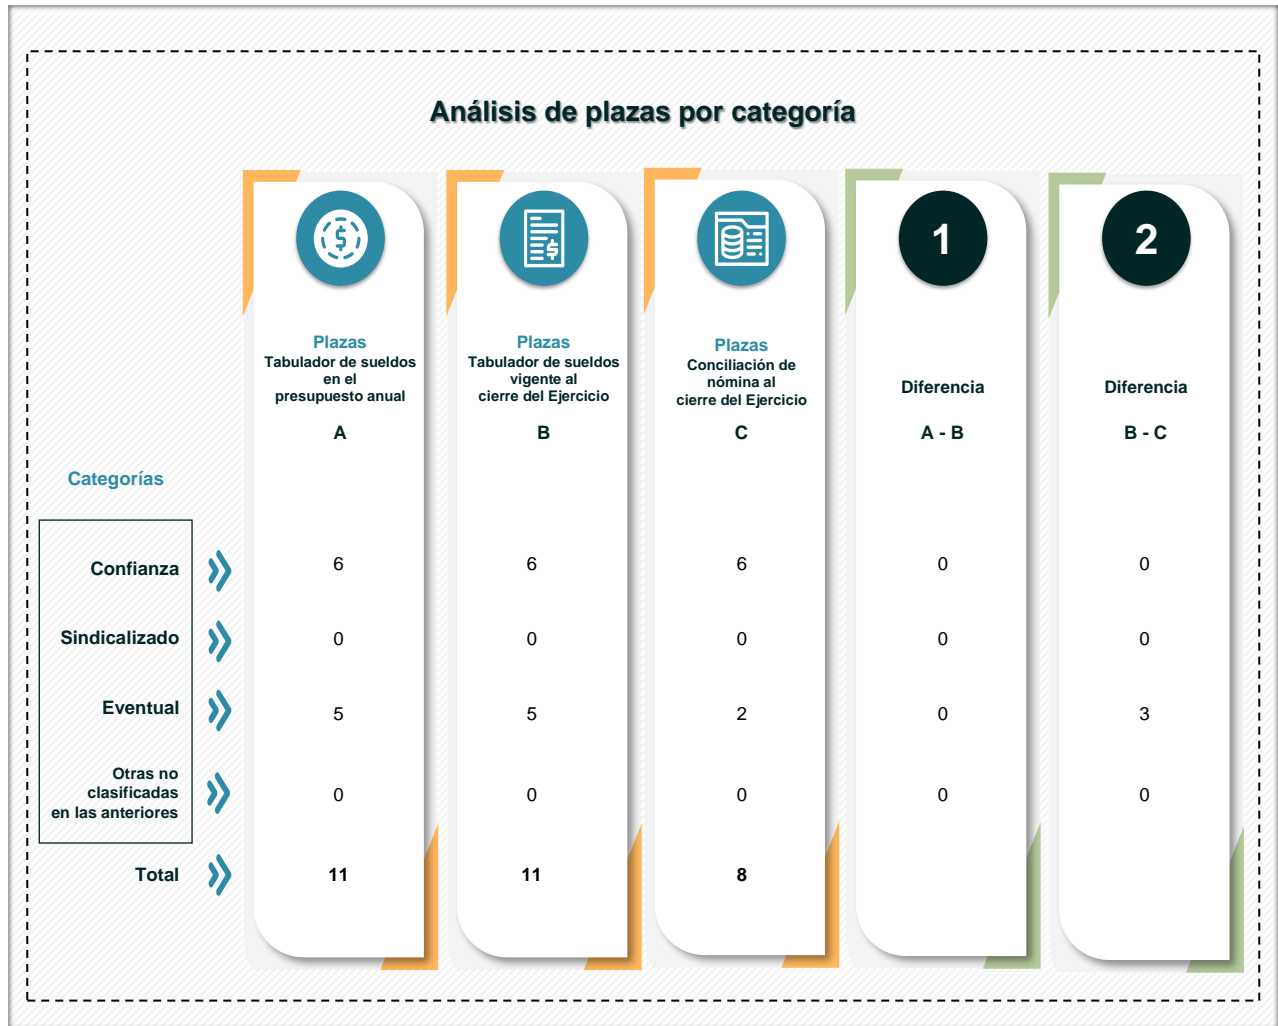 Análisis de plazas por categoría
Plazas
Tabulador de sueldos
en el
presupuesto anual
A
Plazas
Tabulador de sueldos
vigente al
cierre del Ejercicio
B
Plazas
Conciliación de
nómina al
cierre del Ejercicio
C
1
Diferencia
A - B
2
Diferencia
B - C
Categorías
Confianza 6 6 6 0 0
Sindicalizado 0 0 0 0 0
Eventual 5 5 2 0 3
Otras no
clasificadas
en las anteriores 0 0 0 0 0
Total 11 11 8